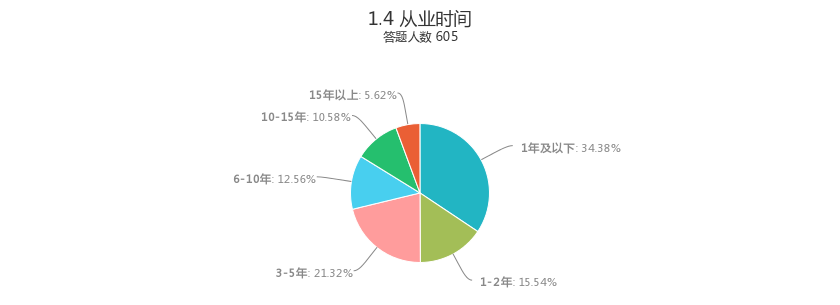 1.4 从业时间
答题人数 605
15年以上: 5.62%
10-15年: 10.58%
1年及以下: 34.38%
6-10年: 12.56%
3-5年: 21.32%
1-2年: 15.54%